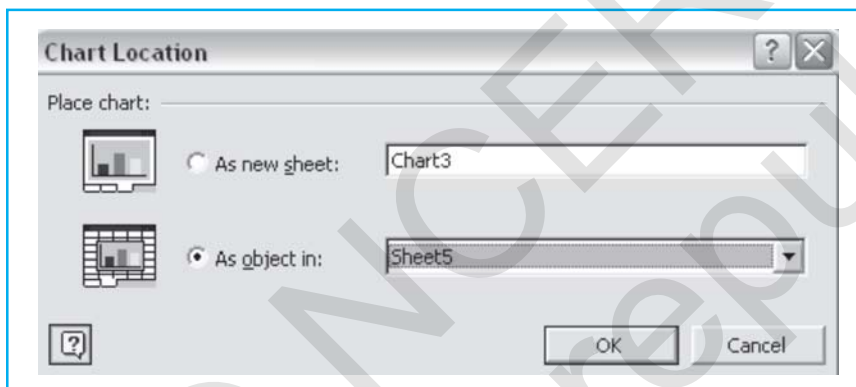 Chart Location
Place chart:
As new sheet: Chart3
As object in: Sheet5
OK Cancel